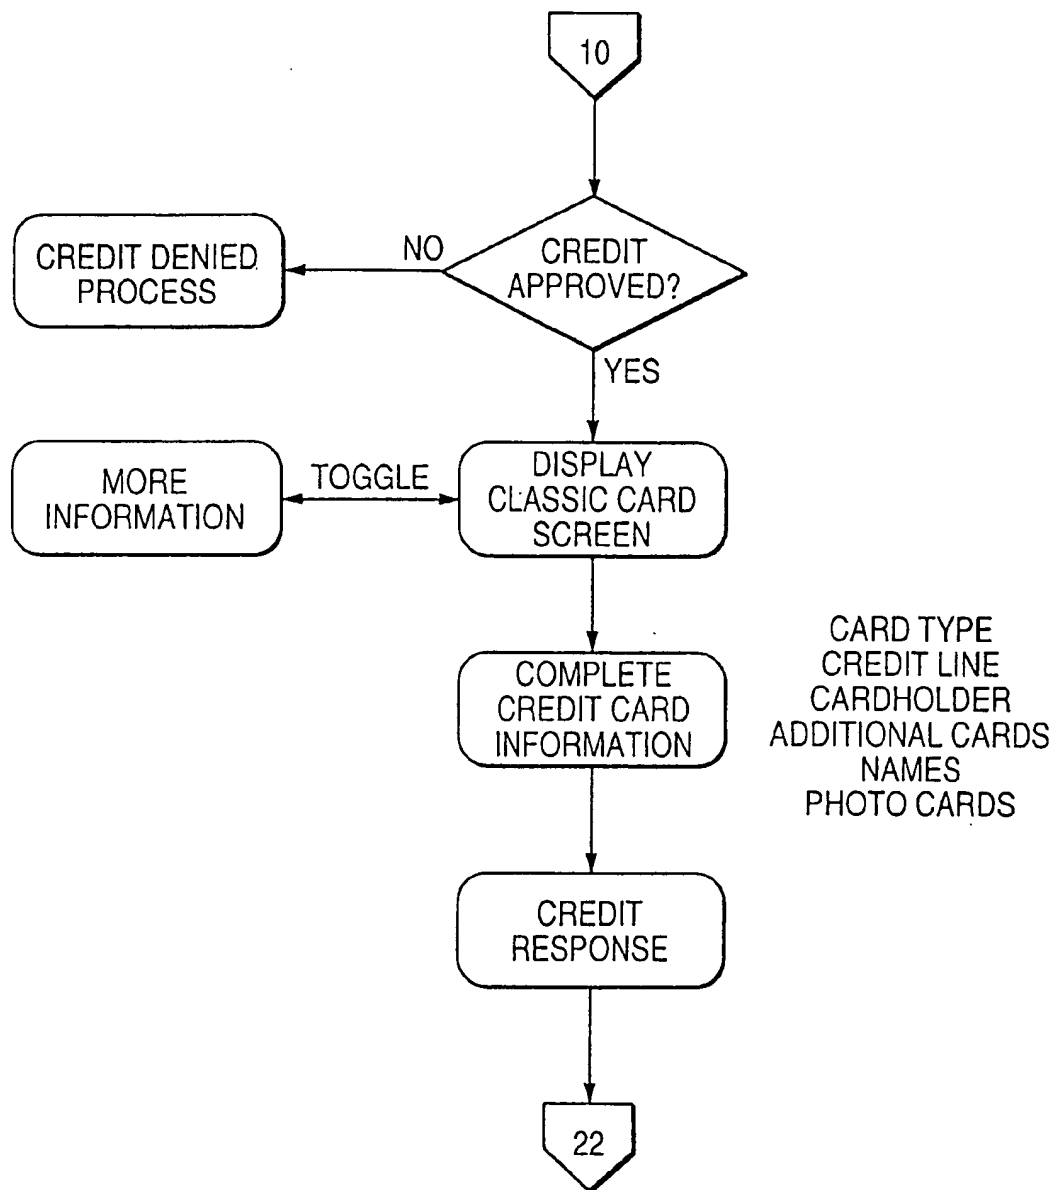 10
CREDIT
APPROVED?
NO
CREDIT DENIED
PROCESS
YES
DISPLAY
CLASSIC CARD
SCREEN
TOGGLE
MORE
INFORMATION
COMPLETE
CREDIT CARD
INFORMATION
CARD TYPE
CREDIT LINE
CARDHOLDER
ADDITIONAL CARDS
NAMES
PHOTO CARDS
CREDIT
RESPONSE
22